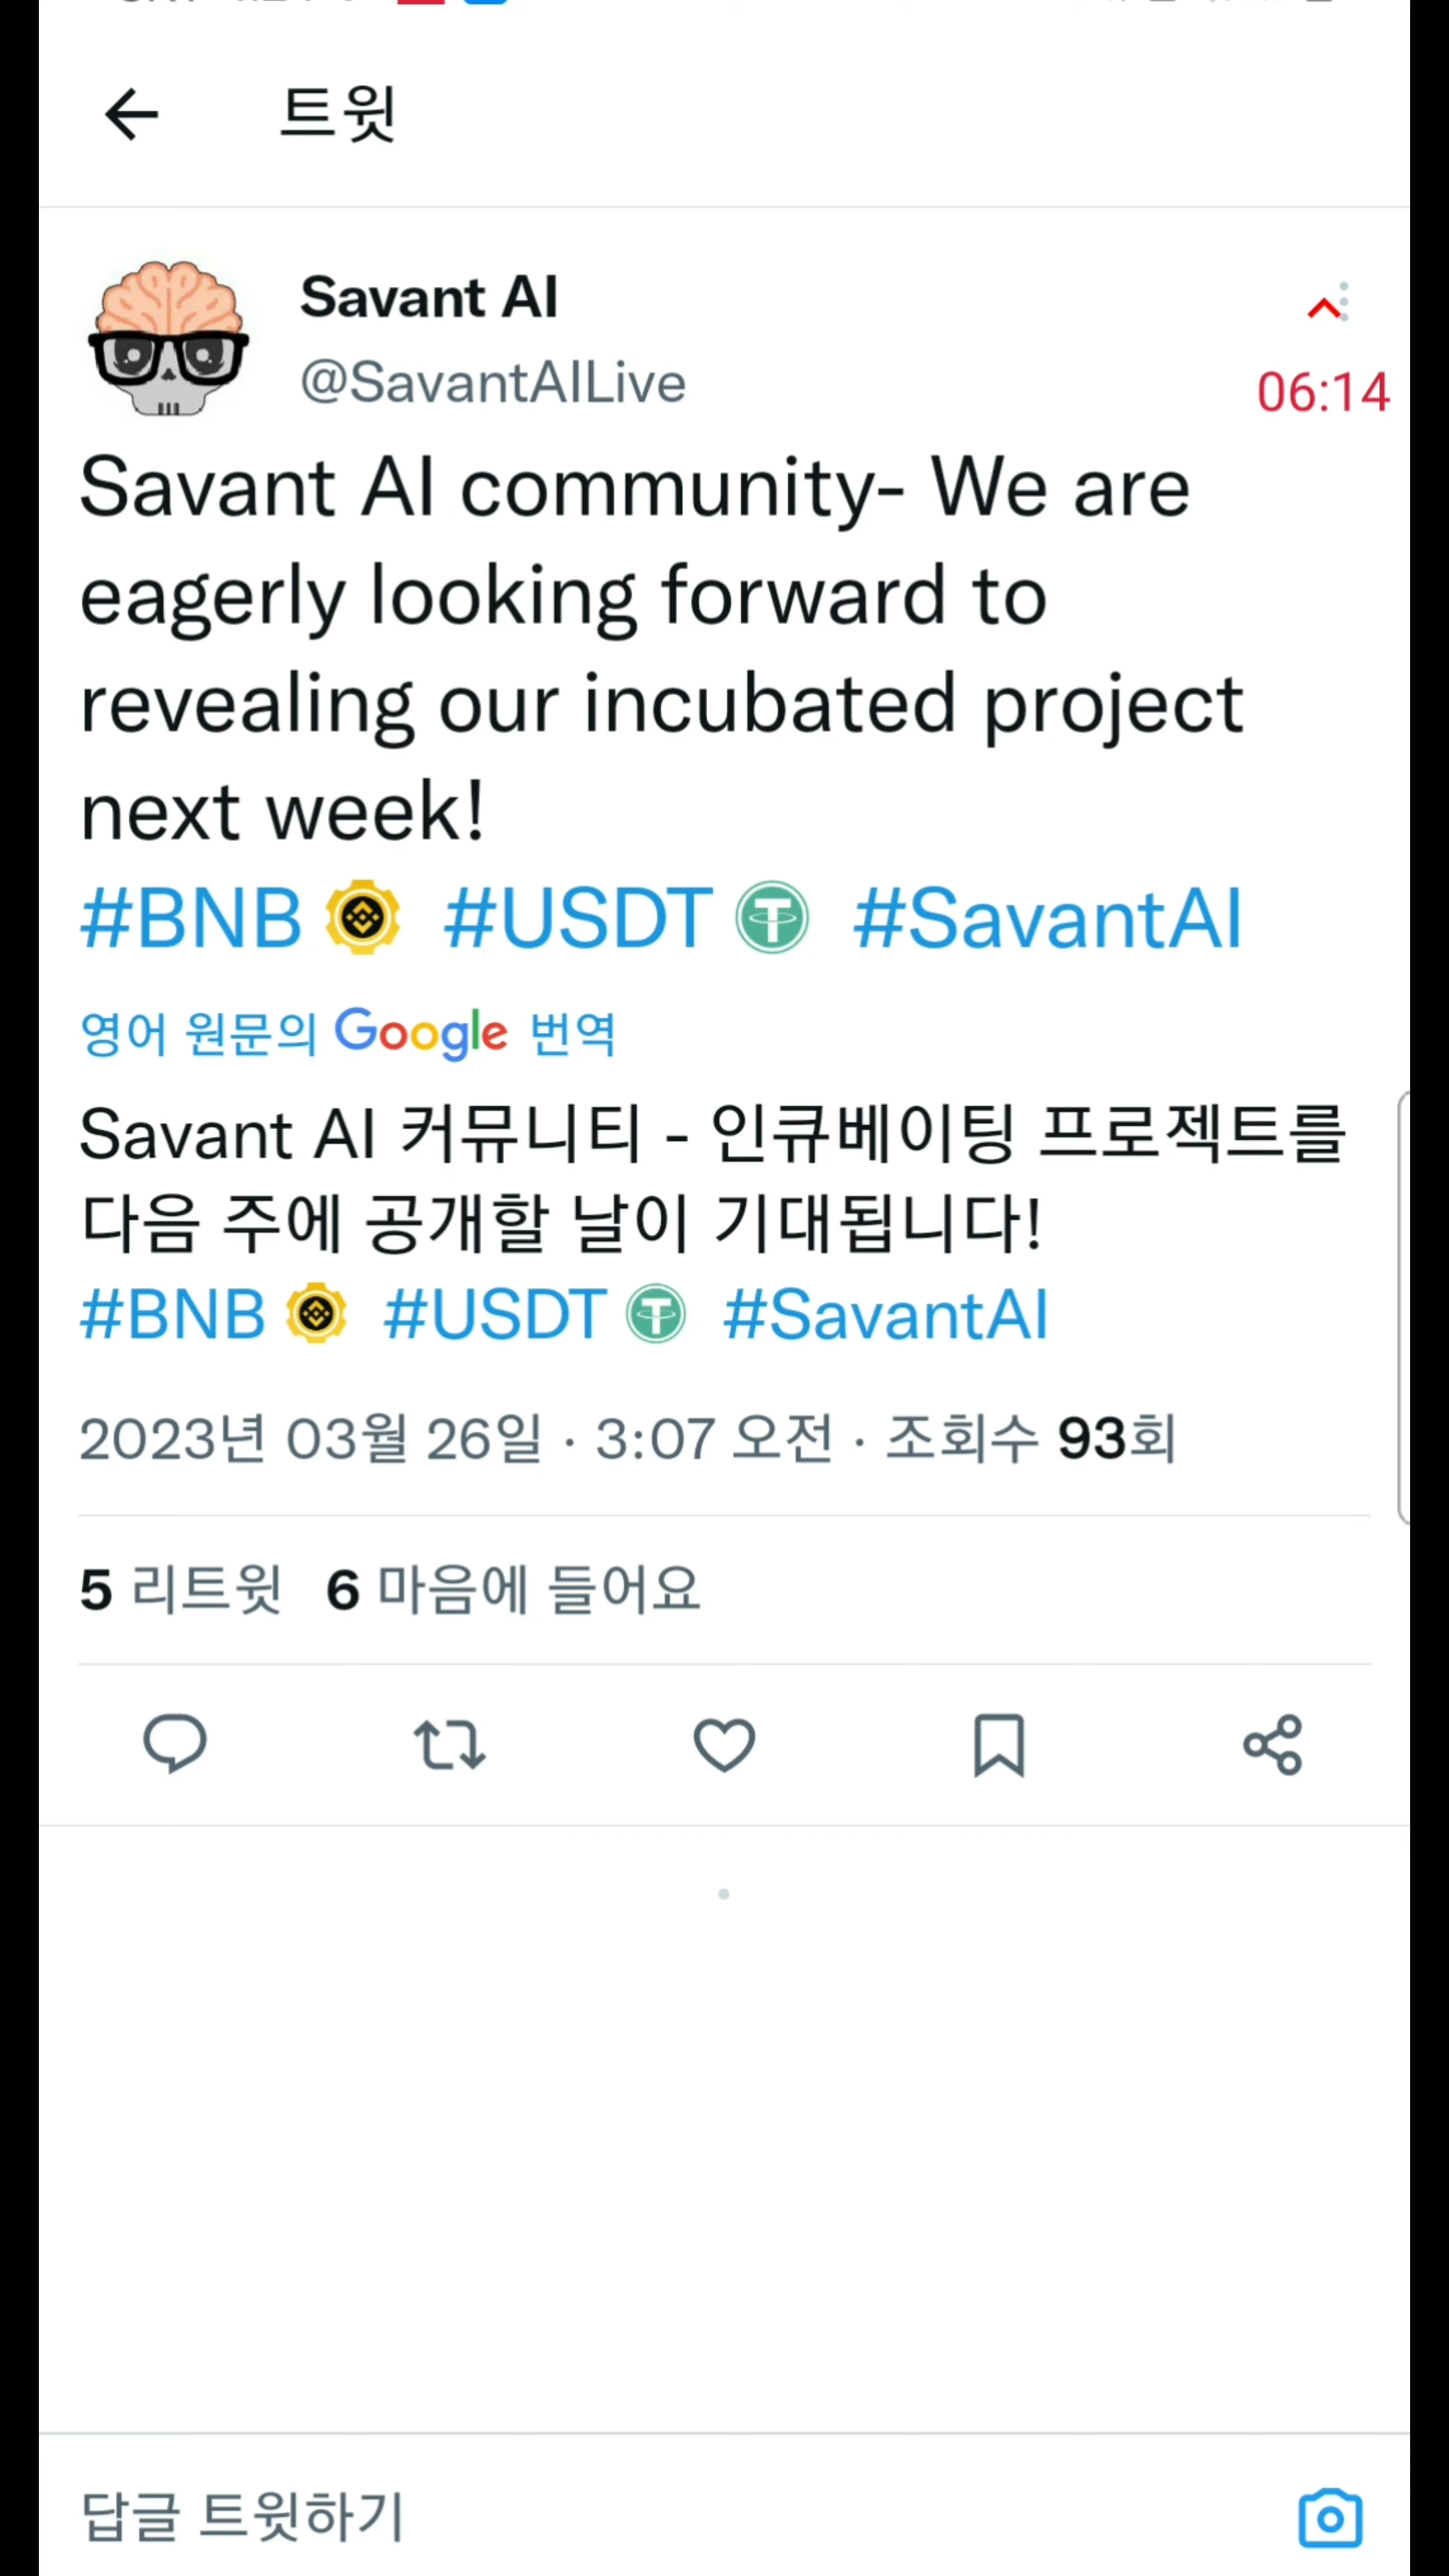 트윗
Savant AI
@SavantAILive
06:14
Savant AI community- We are
eagerly looking forward to
revealing our incubated project
next week!
#BNB #USDT #SavantAI
영어 원문의 Google 번역
Savant AI 커뮤니티 - 인큐베이팅 프로젝트를
다음 주에 공개할 날이 기대됩니다!
#BNB #USDT #SavantAI
2023년 03월 26일 · 3:07 오전 · 조회수 93회
5 리트윗 6 마음에 들어요
답글 트윗하기